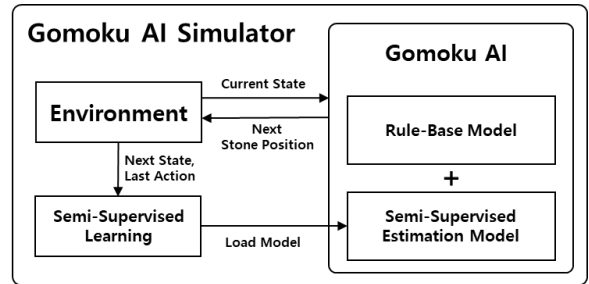 Gomoku AI Simulator
Gomoku AI
Current State
Environment
Next
Stone Position
Rule-Base Model
Next State,
Last Action
+
Semi-Supervised
Learning
Load Model
Semi-Supervised
Estimation Model